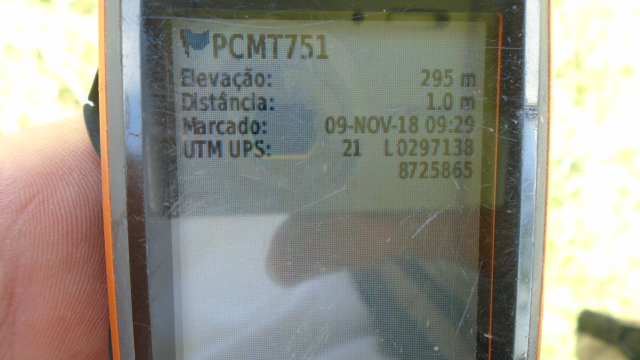 PCMT751
Elevação: 295 m
Distância: 1.0 m
Marcado: 09-NOV-18 09:29
UTM UPS: 21 L 0297138
8725865